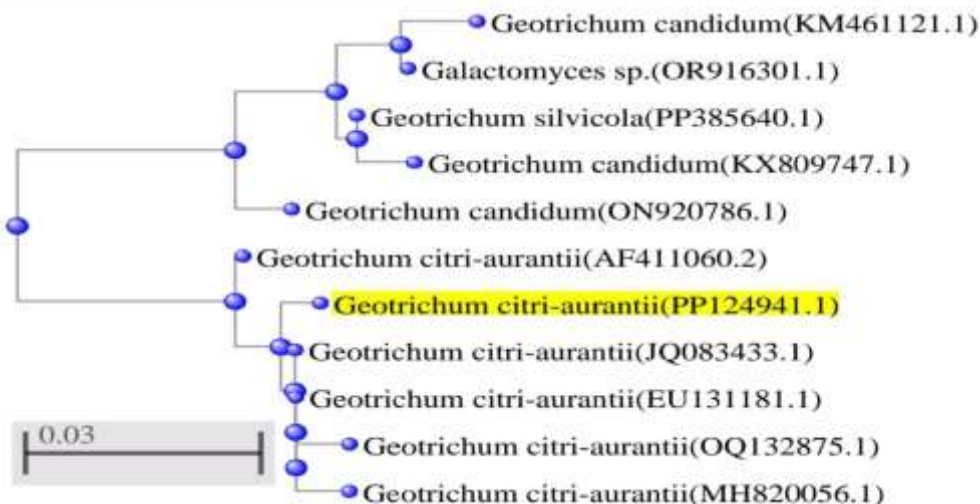 Geotrichum candidum(KM461121.1)
Galactomyces sp.(OR916301.1)
Geotrichum silvicola(PP385640.1)
Geotrichum candidum(KX809747.1)
Geotrichum candidum(ON920786.1)
Geotrichum citri-aurantii(AF411060.2)
Geotrichum citri-aurantii(PP124941.1)
Geotrichum citri-aurantii(JQ083433.1)
Geotrichum citri-aurantii(EU131181.1)
0.03
Geotrichum citri-aurantii(OQ132875.1)
Geotrichum citri-aurantii(MH820056.1)